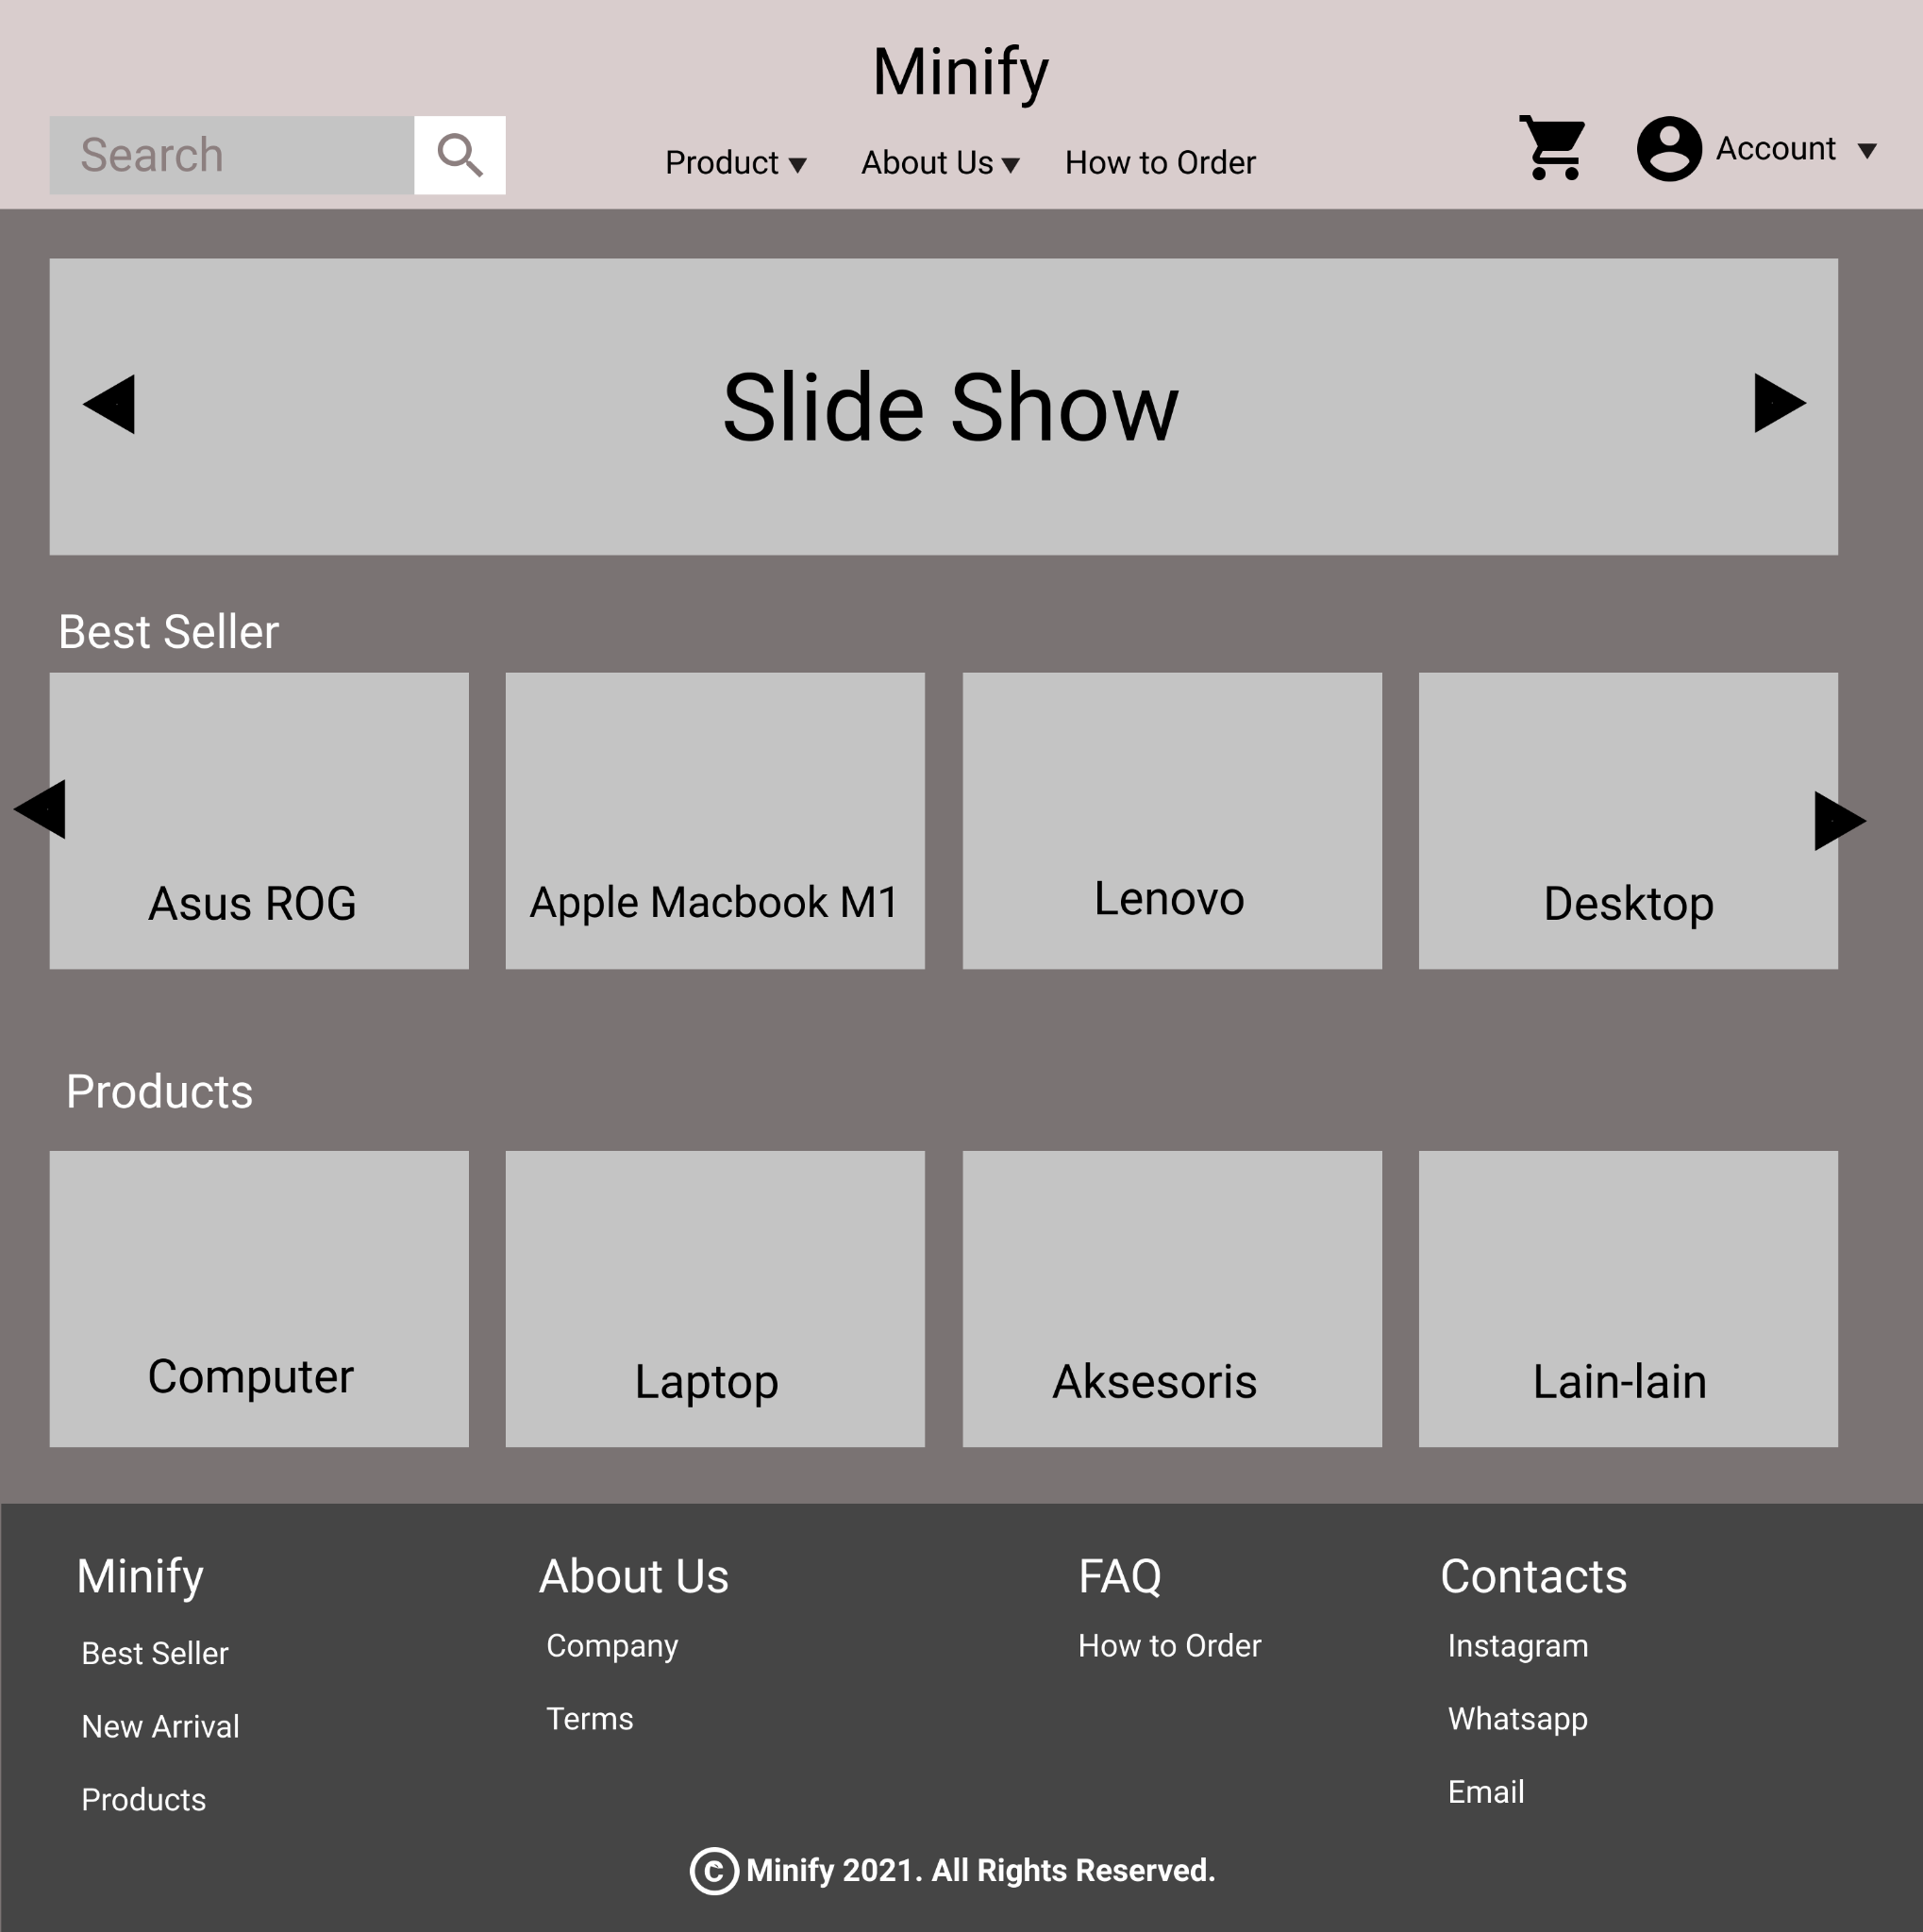 Minify
Search
Product About Us How to Order
Account
Slide Show
Best Seller
Asus ROG
Apple Macbook M1
Lenovo
Desktop
Products
Computer
Laptop
Aksesoris
Lain-lain
Minify
Best Seller
New Arrival
Products
About Us
Company
Terms
FAQ
How to Order
Contacts
Instagram
Whatsapp
Email
© Minify 2021. All Rights Reserved.